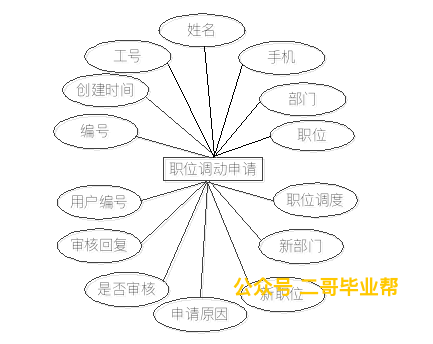 姓名
工号
手机
创建时间
部门
编号
职位
职位调动申请
用户编号
职位调度
审核回复
新部门
是否审核
新职位
公众号 二哥毕业帮
申请原因